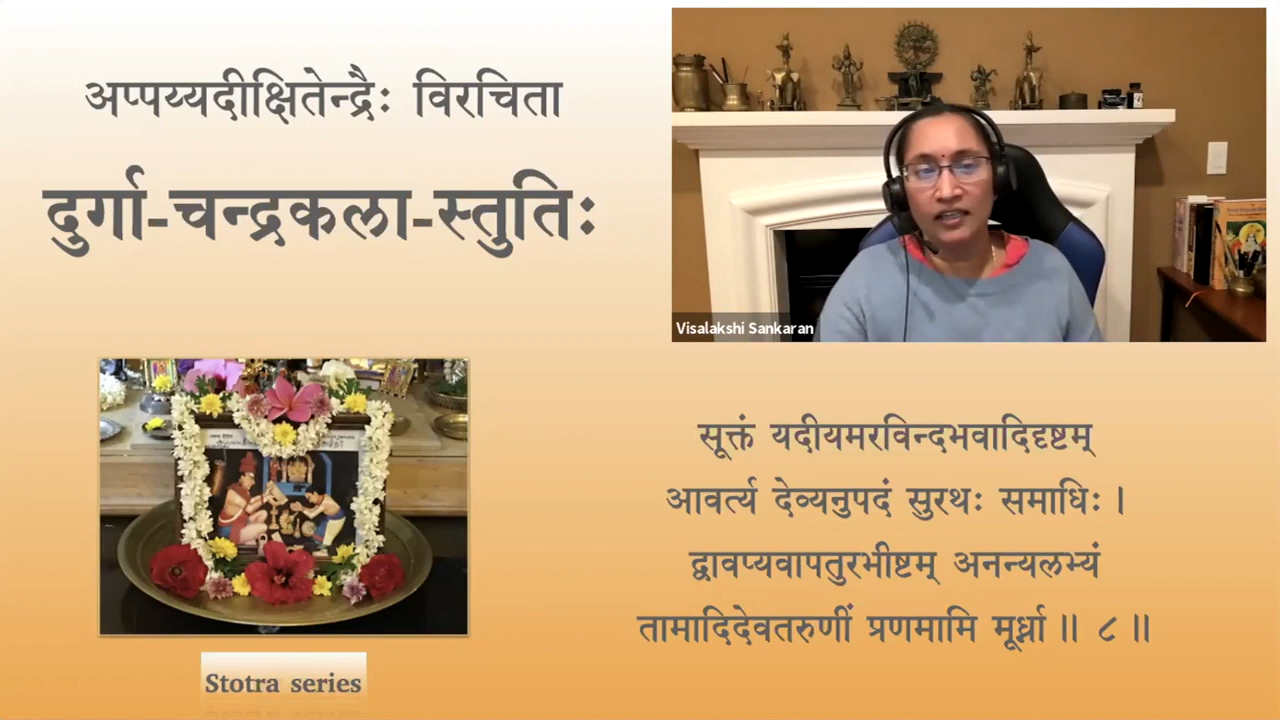 अप्पय्यदीक्षितेन्द्रैः विरचिता
दुर्गा-चन्द्रकला-स्तुतिः
Visalakshi Sankaran
सूक्तं यदीयमरविन्दभवादिदृष्टम्
आवर्त्य देव्यनुपदं सुरथः समाधिः ।
द्वावप्यवापतुरभीष्टम् अनन्यलभ्यं
तामादिदेवतरुणीं प्रणमामि मूर्ध्ना ॥ ८ ॥
Stotra series